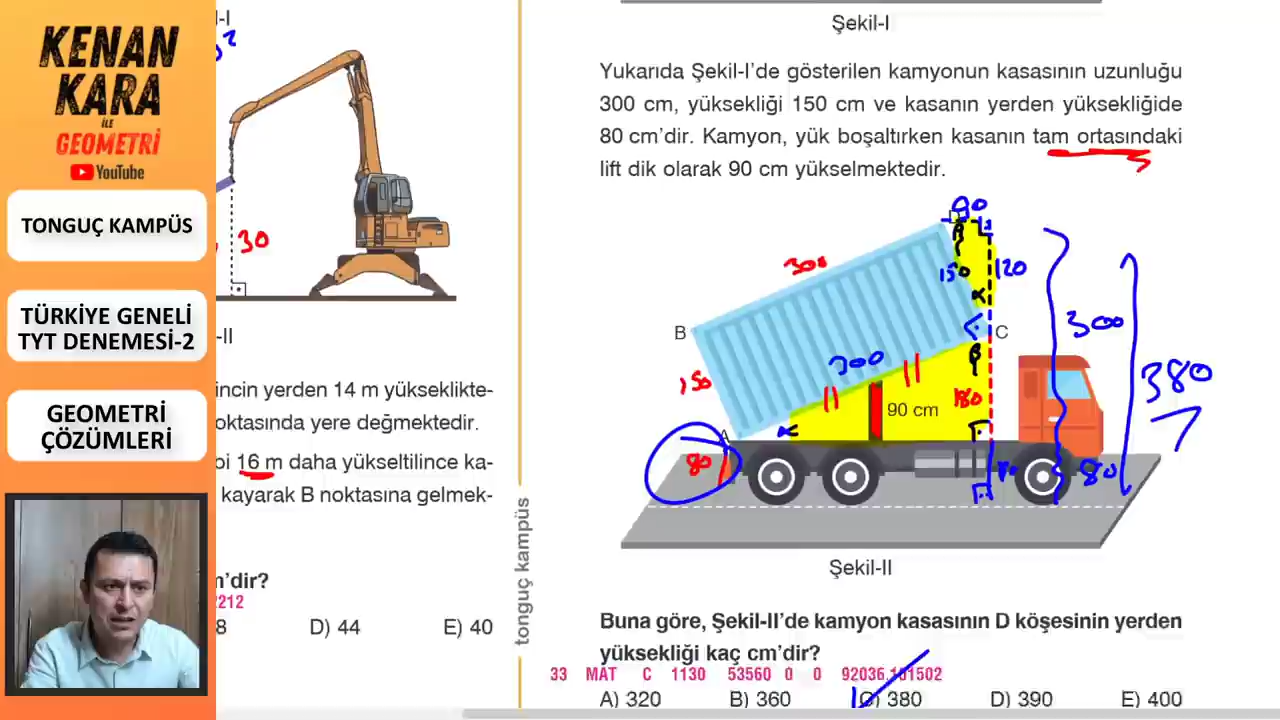 KENAN
KARA
İLE
GEOMETRİ
YouTube
TONGUÇ KAMPÜS
TÜRKİYE GENELİ
TYT DENEMESİ-2
GEOMETRİ
ÇÖZÜMLERİ
-I
30
-II
incin yerden 14 m yükseklikte-
oktasında yere değmektedir.
bi 16 m daha yükseltilince ka-
kayarak B noktasına gelmek-
m'dir?
2212
8 D) 44 E) 40
tonguç kampüs
Şekil-I
Yukarıda Şekil-I'de gösterilen kamyonun kasasının uzunluğu
300 cm, yüksekliği 150 cm ve kasanın yerden yüksekliğide
80 cm'dir. Kamyon, yük boşaltırken kasanın tam ortasındaki
lift dik olarak 90 cm yükselmektedir.
90
D
300
150
120
α
B
C
β
300
300
380
150
180
90 cm
α
A
80
80
80
Şekil-II
Buna göre, Şekil-II'de kamyon kasasının D köşesinin yerden
yüksekliği kaç cm'dir?
33 MAT C 1130 53560 0 0 92036.101502
A) 320 B) 360 C) 380 D) 390 E) 400